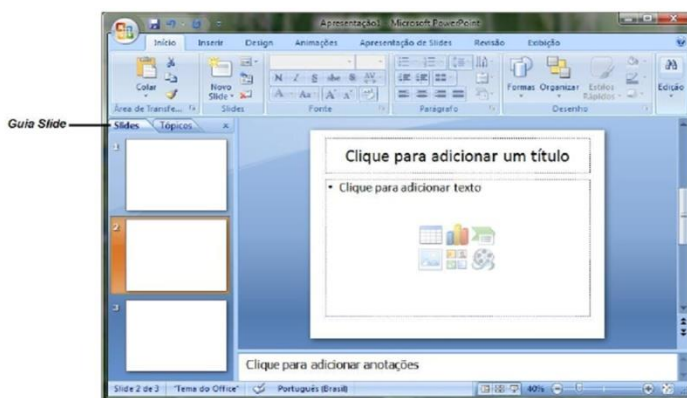 Apresentação1 - Microsoft PowerPoint
Início Inserir Design Animações Apresentação de Slides Revisão Exibição
Colar
Novo Slide
Formas Organizar Estilos Rápidos
Edição
Área de Transfe... Slides Fonte Parágrafo Desenho
Guia Slide
Slides Tópicos
1
2
3
Clique para adicionar um título
• Clique para adicionar texto
Clique para adicionar anotações
Slide 2 de 3 "Tema do Office" Português (Brasil) 40%